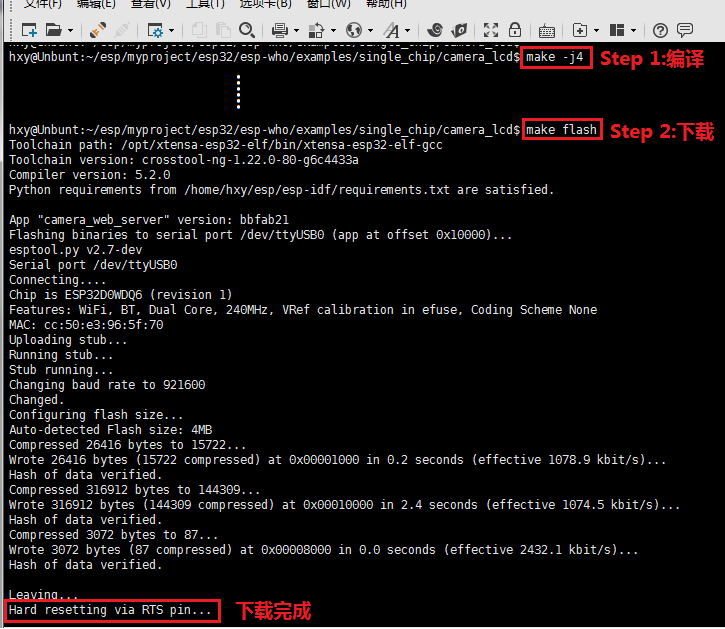 文件(F) 编辑(E) 查看(V) 工具(T) 选项卡(B) 窗口(W) 帮助(H)
hxy@Unbunt:~/esp/myproject/esp32/esp-who/examples/single_chip/camera_lcd$
hxy@Unbunt:~/esp/myproject/esp32/esp-who/examples/single_chip/camera_lcd$ make -j4 Step 1:编译
hxy@Unbunt:~/esp/myproject/esp32/esp-who/examples/single_chip/camera_lcd$ make flash Step 2:下载
Toolchain path: /opt/xtensa-esp32-elf/bin/xtensa-esp32-elf-gcc
Toolchain version: crosstool-ng-1.22.0-80-g6c4433a
Compiler version: 5.2.0
Python requirements from /home/hxy/esp/esp-idf/requirements.txt are satisfied.
App "camera_web_server" version: bbfab21
Flashing binaries to serial port /dev/ttyUSB0 (app at offset 0x10000)...
esptool.py v2.7-dev
Serial port /dev/ttyUSB0
Connecting....
Chip is ESP32D0WDQ6 (revision 1)
Features: WiFi, BT, Dual Core, 240MHz, VRef calibration in efuse, Coding Scheme None
MAC: cc:50:e3:96:5f:70
Uploading stub...
Running stub...
Stub running...
Changing baud rate to 921600
Changed.
Configuring flash size...
Auto-detected Flash size: 4MB
Compressed 26416 bytes to 15722...
Wrote 26416 bytes (15722 compressed) at 0x00001000 in 0.2 seconds (effective 1078.9 kbit/s)...
Hash of data verified.
Compressed 316912 bytes to 144309...
Wrote 316912 bytes (144309 compressed) at 0x00010000 in 2.4 seconds (effective 1074.5 kbit/s)...
Hash of data verified.
Compressed 3072 bytes to 87...
Wrote 3072 bytes (87 compressed) at 0x00008000 in 0.0 seconds (effective 2432.1 kbit/s)...
Hash of data verified.
Leaving...
Hard resetting via RTS pin... 下载完成